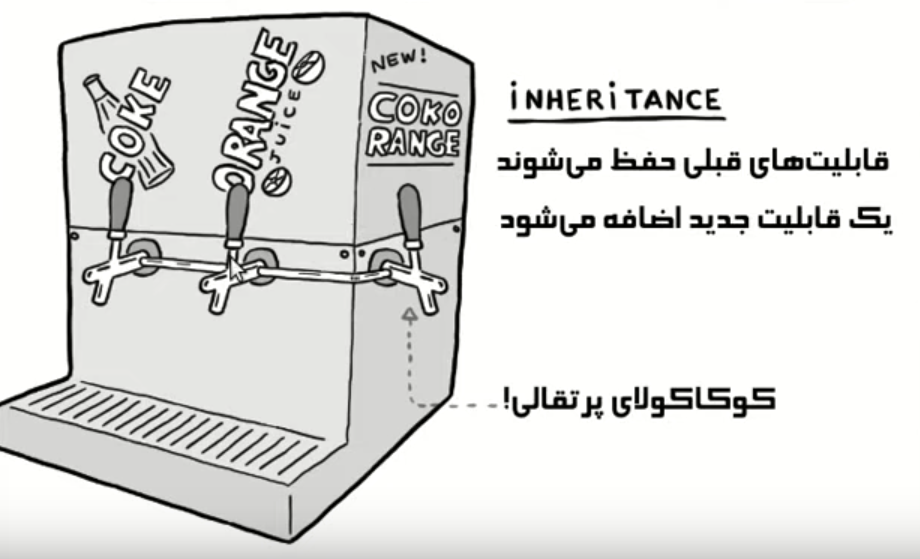 COKE
ORANGE
JUICE
NEW!
COKO
RANGE
INHERITANCE
قابلیت‌های قبلی حفظ می‌شوند
یک قابلیت جدید اضافه می‌شود
کوکاکولای پرتقالی!